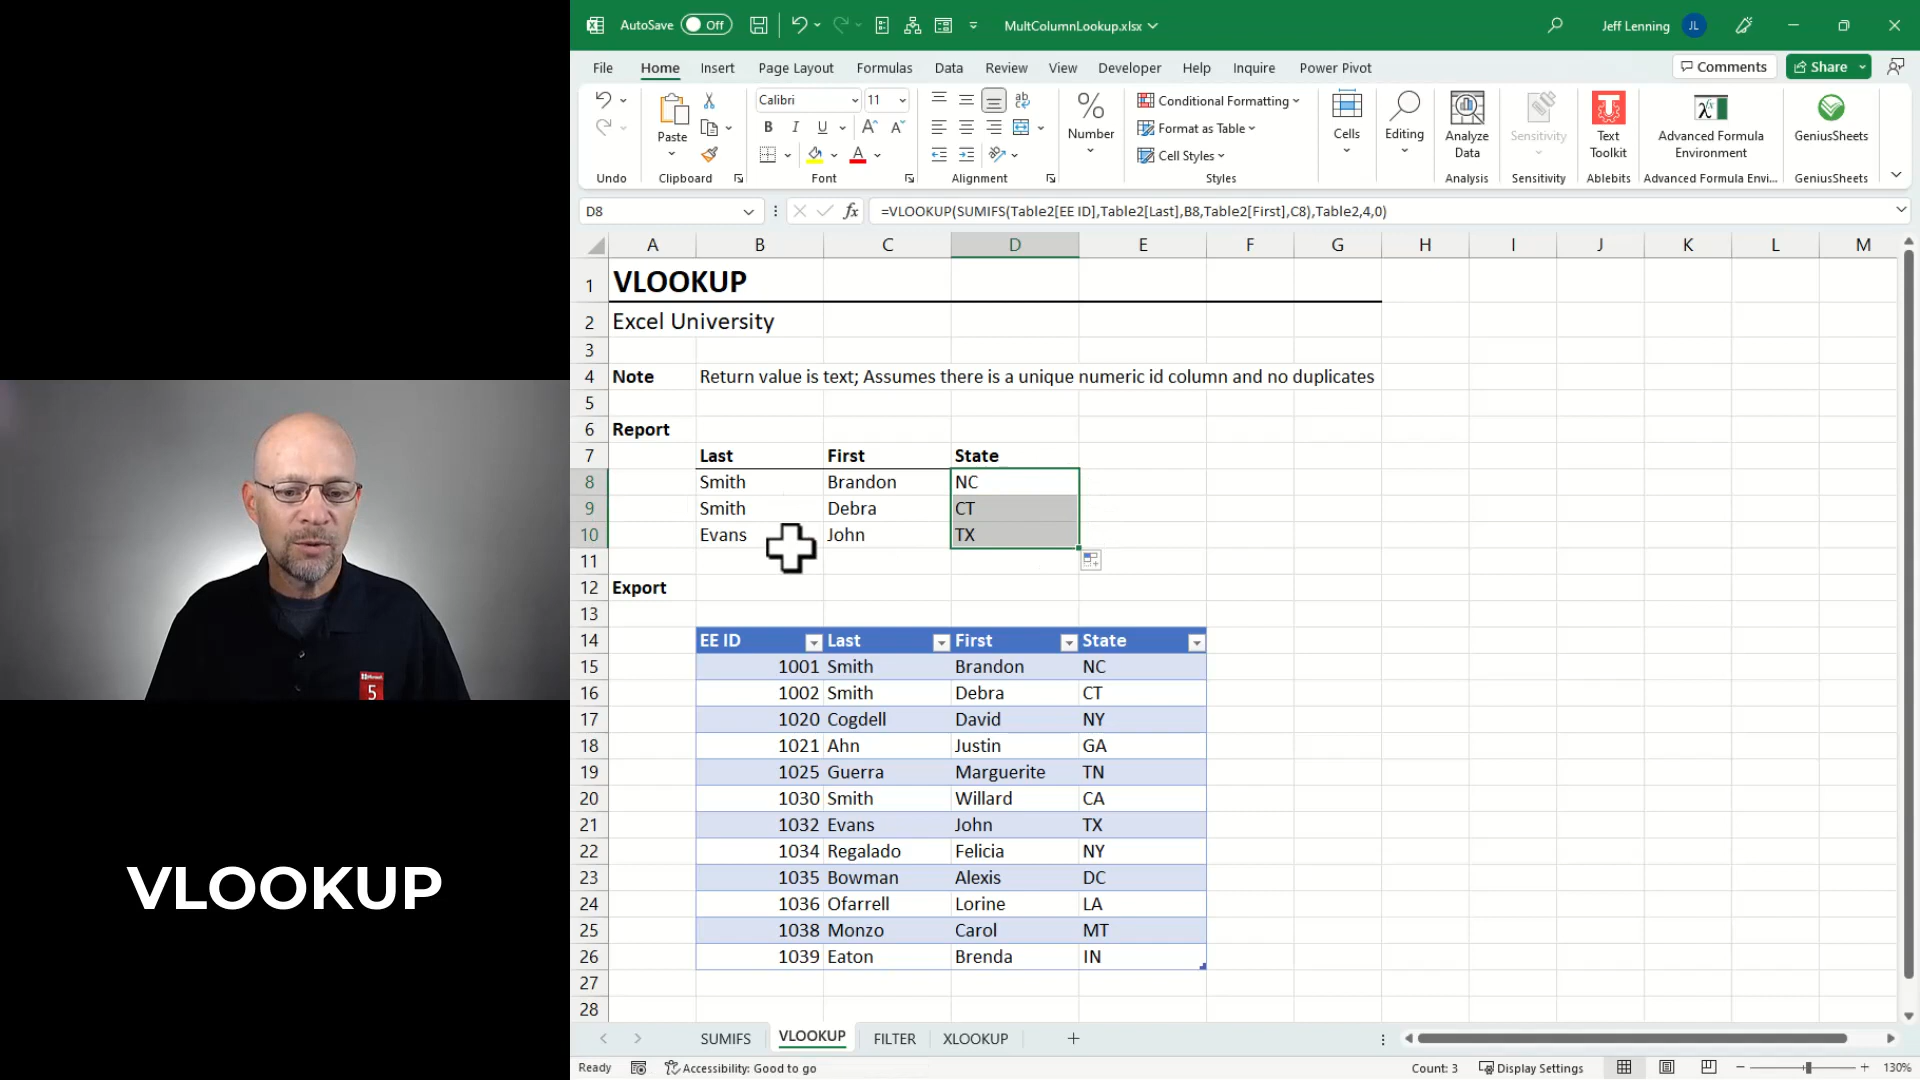 AutoSave Off
MultColumnLookup.xlsx
Jeff Lenning JL
File Home Insert Page Layout Formulas Data Review View Developer Help Inquire Power Pivot
Comments Share
Calibri 11
Paste
B I U
A A
ab
%
Number
Conditional Formatting
Format as Table
Cell Styles
Cells
Editing
Analyze Data
Sensitivity
Text Toolkit
Advanced Formula Environment
GeniusSheets
Undo Clipboard Font Alignment Styles Analysis Sensitivity Ablebits Advanced Formula Envi... GeniusSheets
D8 fx =VLOOKUP(SUMIFS(Table2[EE ID],Table2[Last],B8,Table2[First],C8),Table2,4,0)
A B C D E F G H I J K L M
1 VLOOKUP
2 Excel University
3
4 Note Return value is text; Assumes there is a unique numeric id column and no duplicates
5
6 Report
7 Last First State
8 Smith Brandon NC
9 Smith Debra CT
10 Evans John TX
11
12 Export
13
14 EE ID Last First State
15 1001 Smith Brandon NC
16 1002 Smith Debra CT
17 1020 Cogdell David NY
18 1021 Ahn Justin GA
19 1025 Guerra Marguerite TN
20 1030 Smith Willard CA
21 1032 Evans John TX
22 1034 Regalado Felicia NY
23 1035 Bowman Alexis DC
24 1036 Ofarrell Lorine LA
25 1038 Monzo Carol MT
26 1039 Eaton Brenda IN
27
28
SUMIFS VLOOKUP FILTER XLOOKUP
Ready Accessibility: Good to go Count: 3 Display Settings 130%
5
VLOOKUP